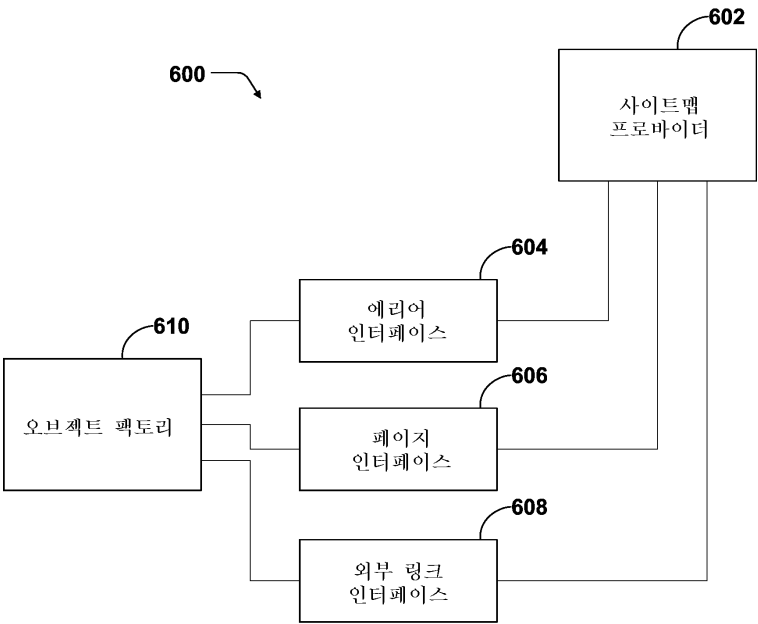 602
600
사이트맵
프로바이더
604
에리어
인터페이스
610
오브젝트 팩토리
606
페이지
인터페이스
608
외부 링크
인터페이스